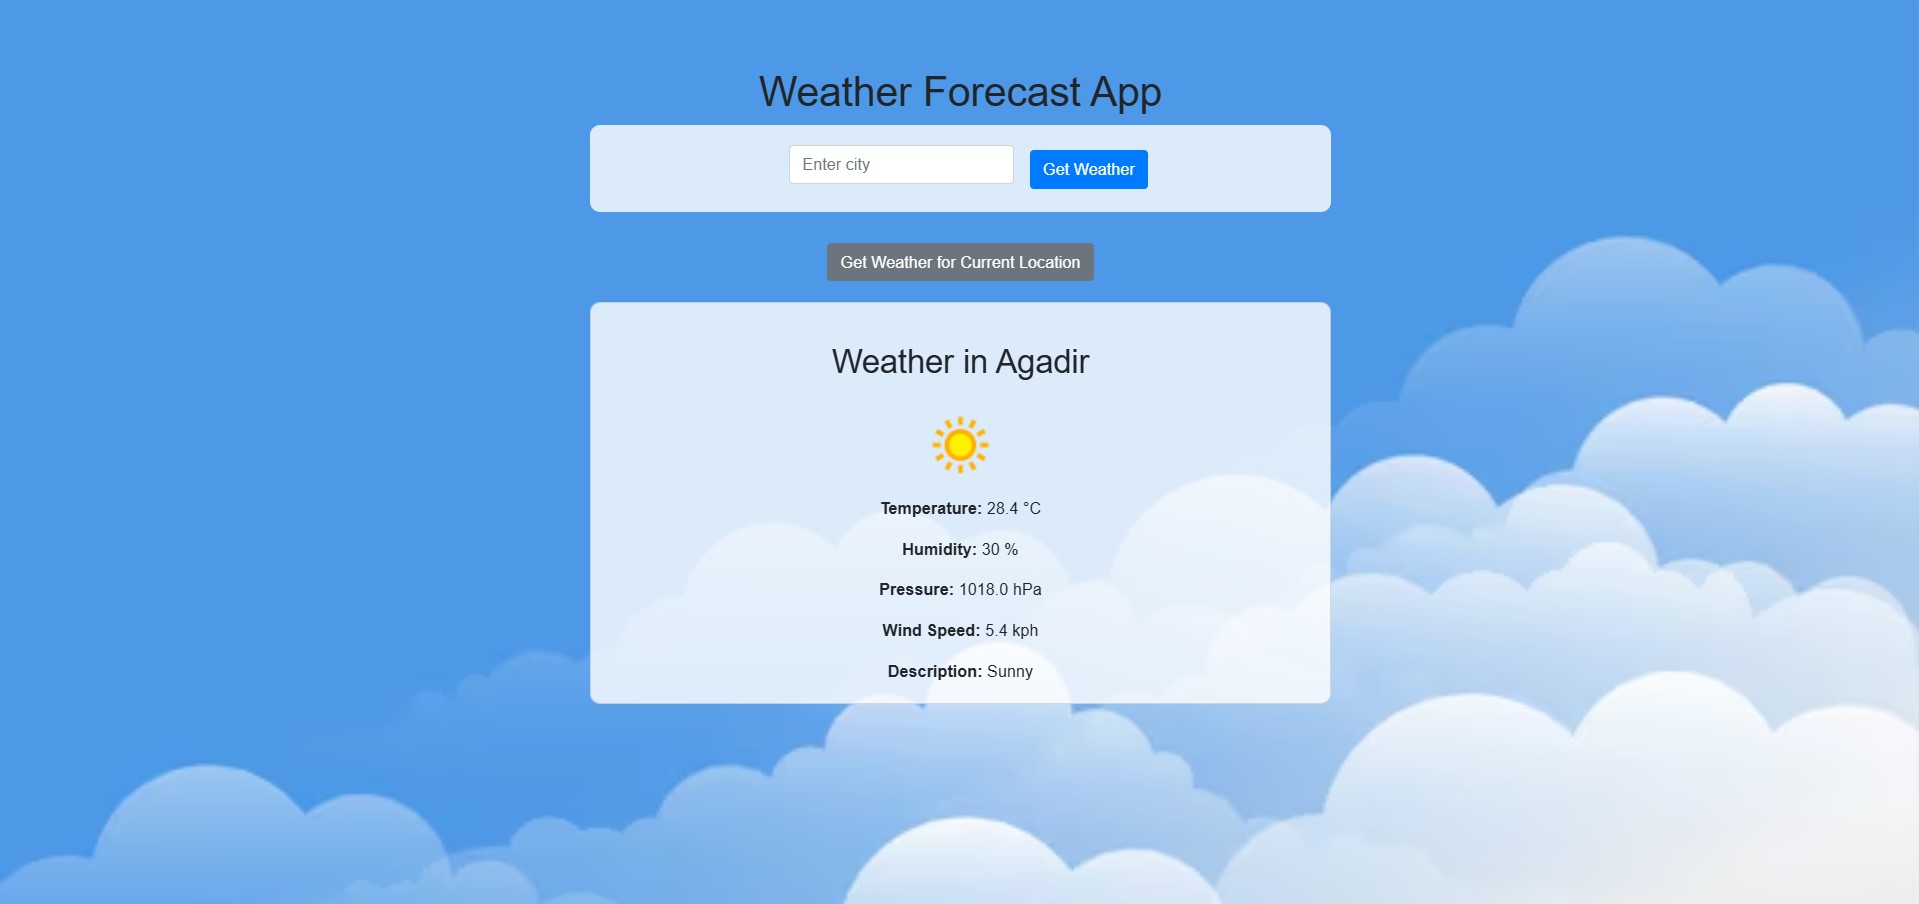 Weather Forecast App
Enter city
Get Weather
Get Weather for Current Location
Weather in Agadir
Temperature: 28.4 °C
Humidity: 30 %
Pressure: 1018.0 hPa
Wind Speed: 5.4 kph
Description: Sunny